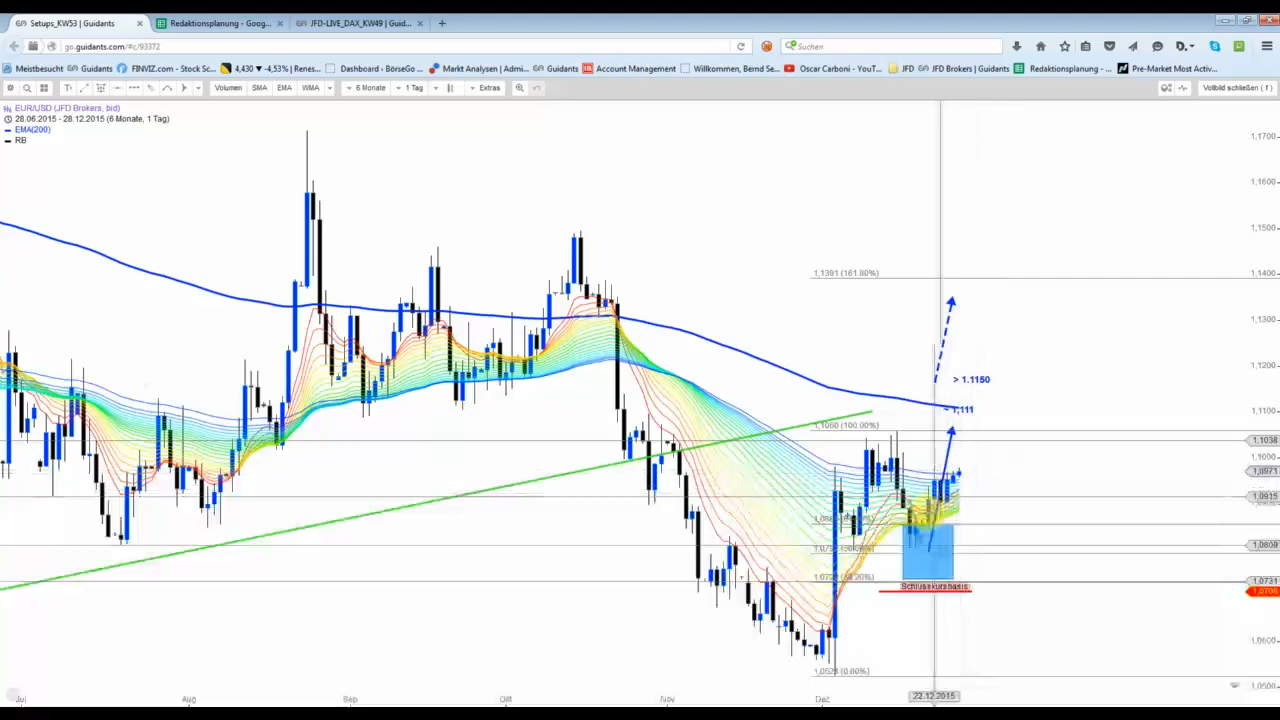 Setups_KW53 | Guidants
Redaktionsplanung - Goog...
JFD-LIVE_DAX_KW49 | Guid...
go.guidants.com/#c/93372
Suchen
Meistbesucht
Guidants
FINVIZ.com - Stock Sc...
4,430 ▼ -4,53% | Renes...
Dashboard - BörseGo ...
Markt Analysen | Admi...
Guidants
Account Management
Willkommen, Bernd Se...
Oscar Carboni - YouT...
JFD
JFD Brokers | Guidants
Redaktionsplanung - ...
Pre-Market Most Activ...
Volumen
SMA
EMA
WMA
6 Monate
1 Tag
Extras
Vollbild schließen ( f )
EUR/USD (JFD Brokers, bid)
28.06.2015 - 28.12.2015 (6 Monate, 1 Tag)
EMA(200)
RB
1,1700
1,1600
1,1500
1,1400
1,1391 (161.80%)
1,1300
1,1200
> 1.1150
~ 1,111
1,1100
1,1060 (100.00%)
1,1038
1,1000
1,0971
1,0915
1,0809
1,0731
Schlusskursbasis
1,0706
1,0600
1,0500
Jul
Aug
Sep
Okt
Nov
Dez
22.12.2015